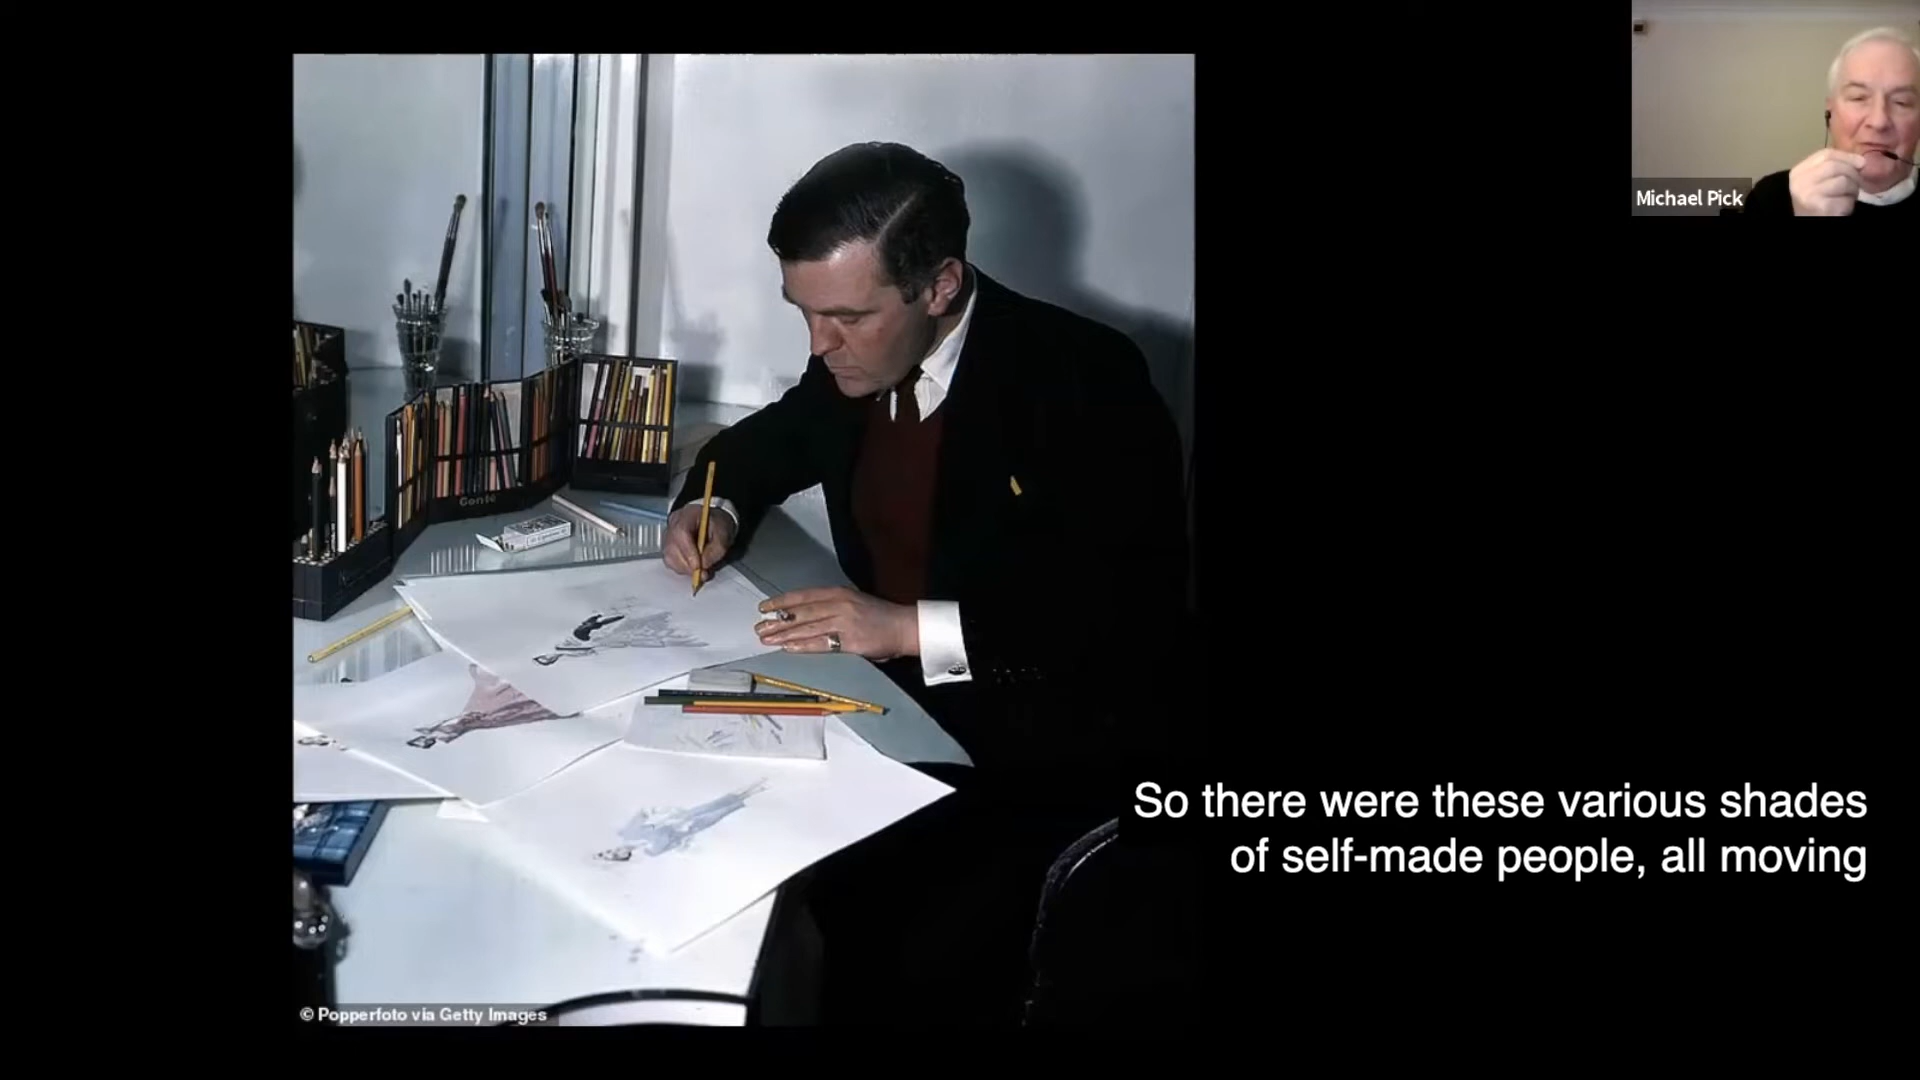 Michael Pick
Conté
So there were these various shades
of self-made people, all moving
© Popperfoto via Getty Images